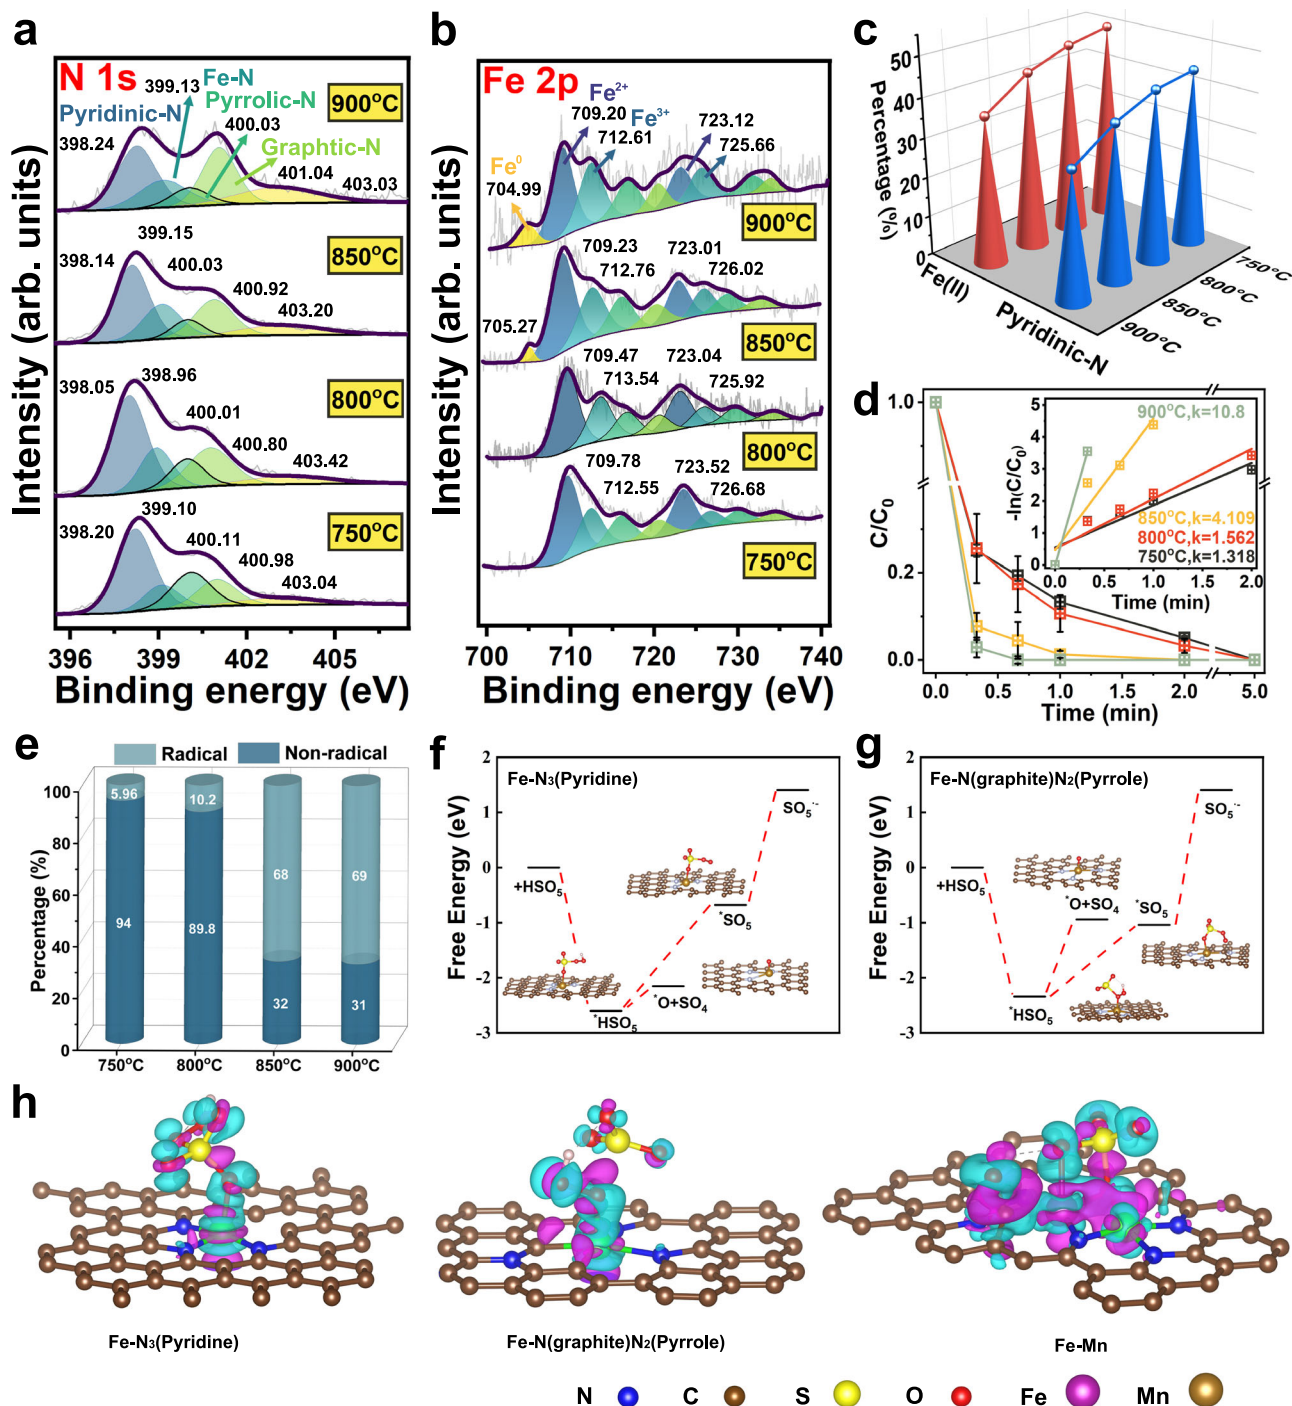 a
N 1s
Fe-N
399.13
Pyrrolic-N
Pyridinic-N
900°C
398.24
400.03
Graphtic-N
401.04
403.03
399.15
850°C
398.14
400.03
400.92
403.20
398.05
398.96
800°C
400.01
400.80
403.42
399.10
398.20
400.11
750°C
400.98
403.04
396
399
402
405
Binding energy (eV)
Intensity (arb. units)
b
Fe 2p
Fe²⁺
709.20
Fe³⁺
723.12
712.61
725.66
Fe⁰
704.99
900°C
709.23
723.01
712.76
726.02
705.27
850°C
709.47
723.04
713.54
725.92
800°C
709.78
723.52
712.55
726.68
750°C
700
710
720
730
740
Binding energy (eV)
Intensity (arb. units)
c
Percentage (%)
50
40
30
20
10
0
Fe(II)
Pyridinic-N
750°C
800°C
850°C
900°C
d
C/C₀
1.0
0.2
0.0
0.0
0.5
1.0
1.5
2.0
5.0
Time (min)
-ln(C/C₀)
5
4
3
2
1
0
900°C,k=10.8
850°C,k=4.109
800°C,k=1.562
750°C,k=1.318
0.0
0.5
1.0
1.5
2.0
Time (min)
e
Radical
Non-radical
Percentage (%)
100
80
60
40
20
0
5.96
10.2
68
69
94
89.8
32
31
750°C
800°C
850°C
900°C
f
Fe-N₃(Pyridine)
Free Energy (eV)
2
1
0
-1
-2
-3
+HSO₅
*HSO₅
*O+SO₄
*SO₅
SO₅·⁻
g
Fe-N(graphite)N₂(Pyrrole)
Free Energy (eV)
2
1
0
-1
-2
-3
+HSO₅
*HSO₅
*O+SO₄
*SO₅
SO₅·⁻
h
Fe-N₃(Pyridine)
Fe-N(graphite)N₂(Pyrrole)
Fe-Mn
N
C
S
O
Fe
Mn